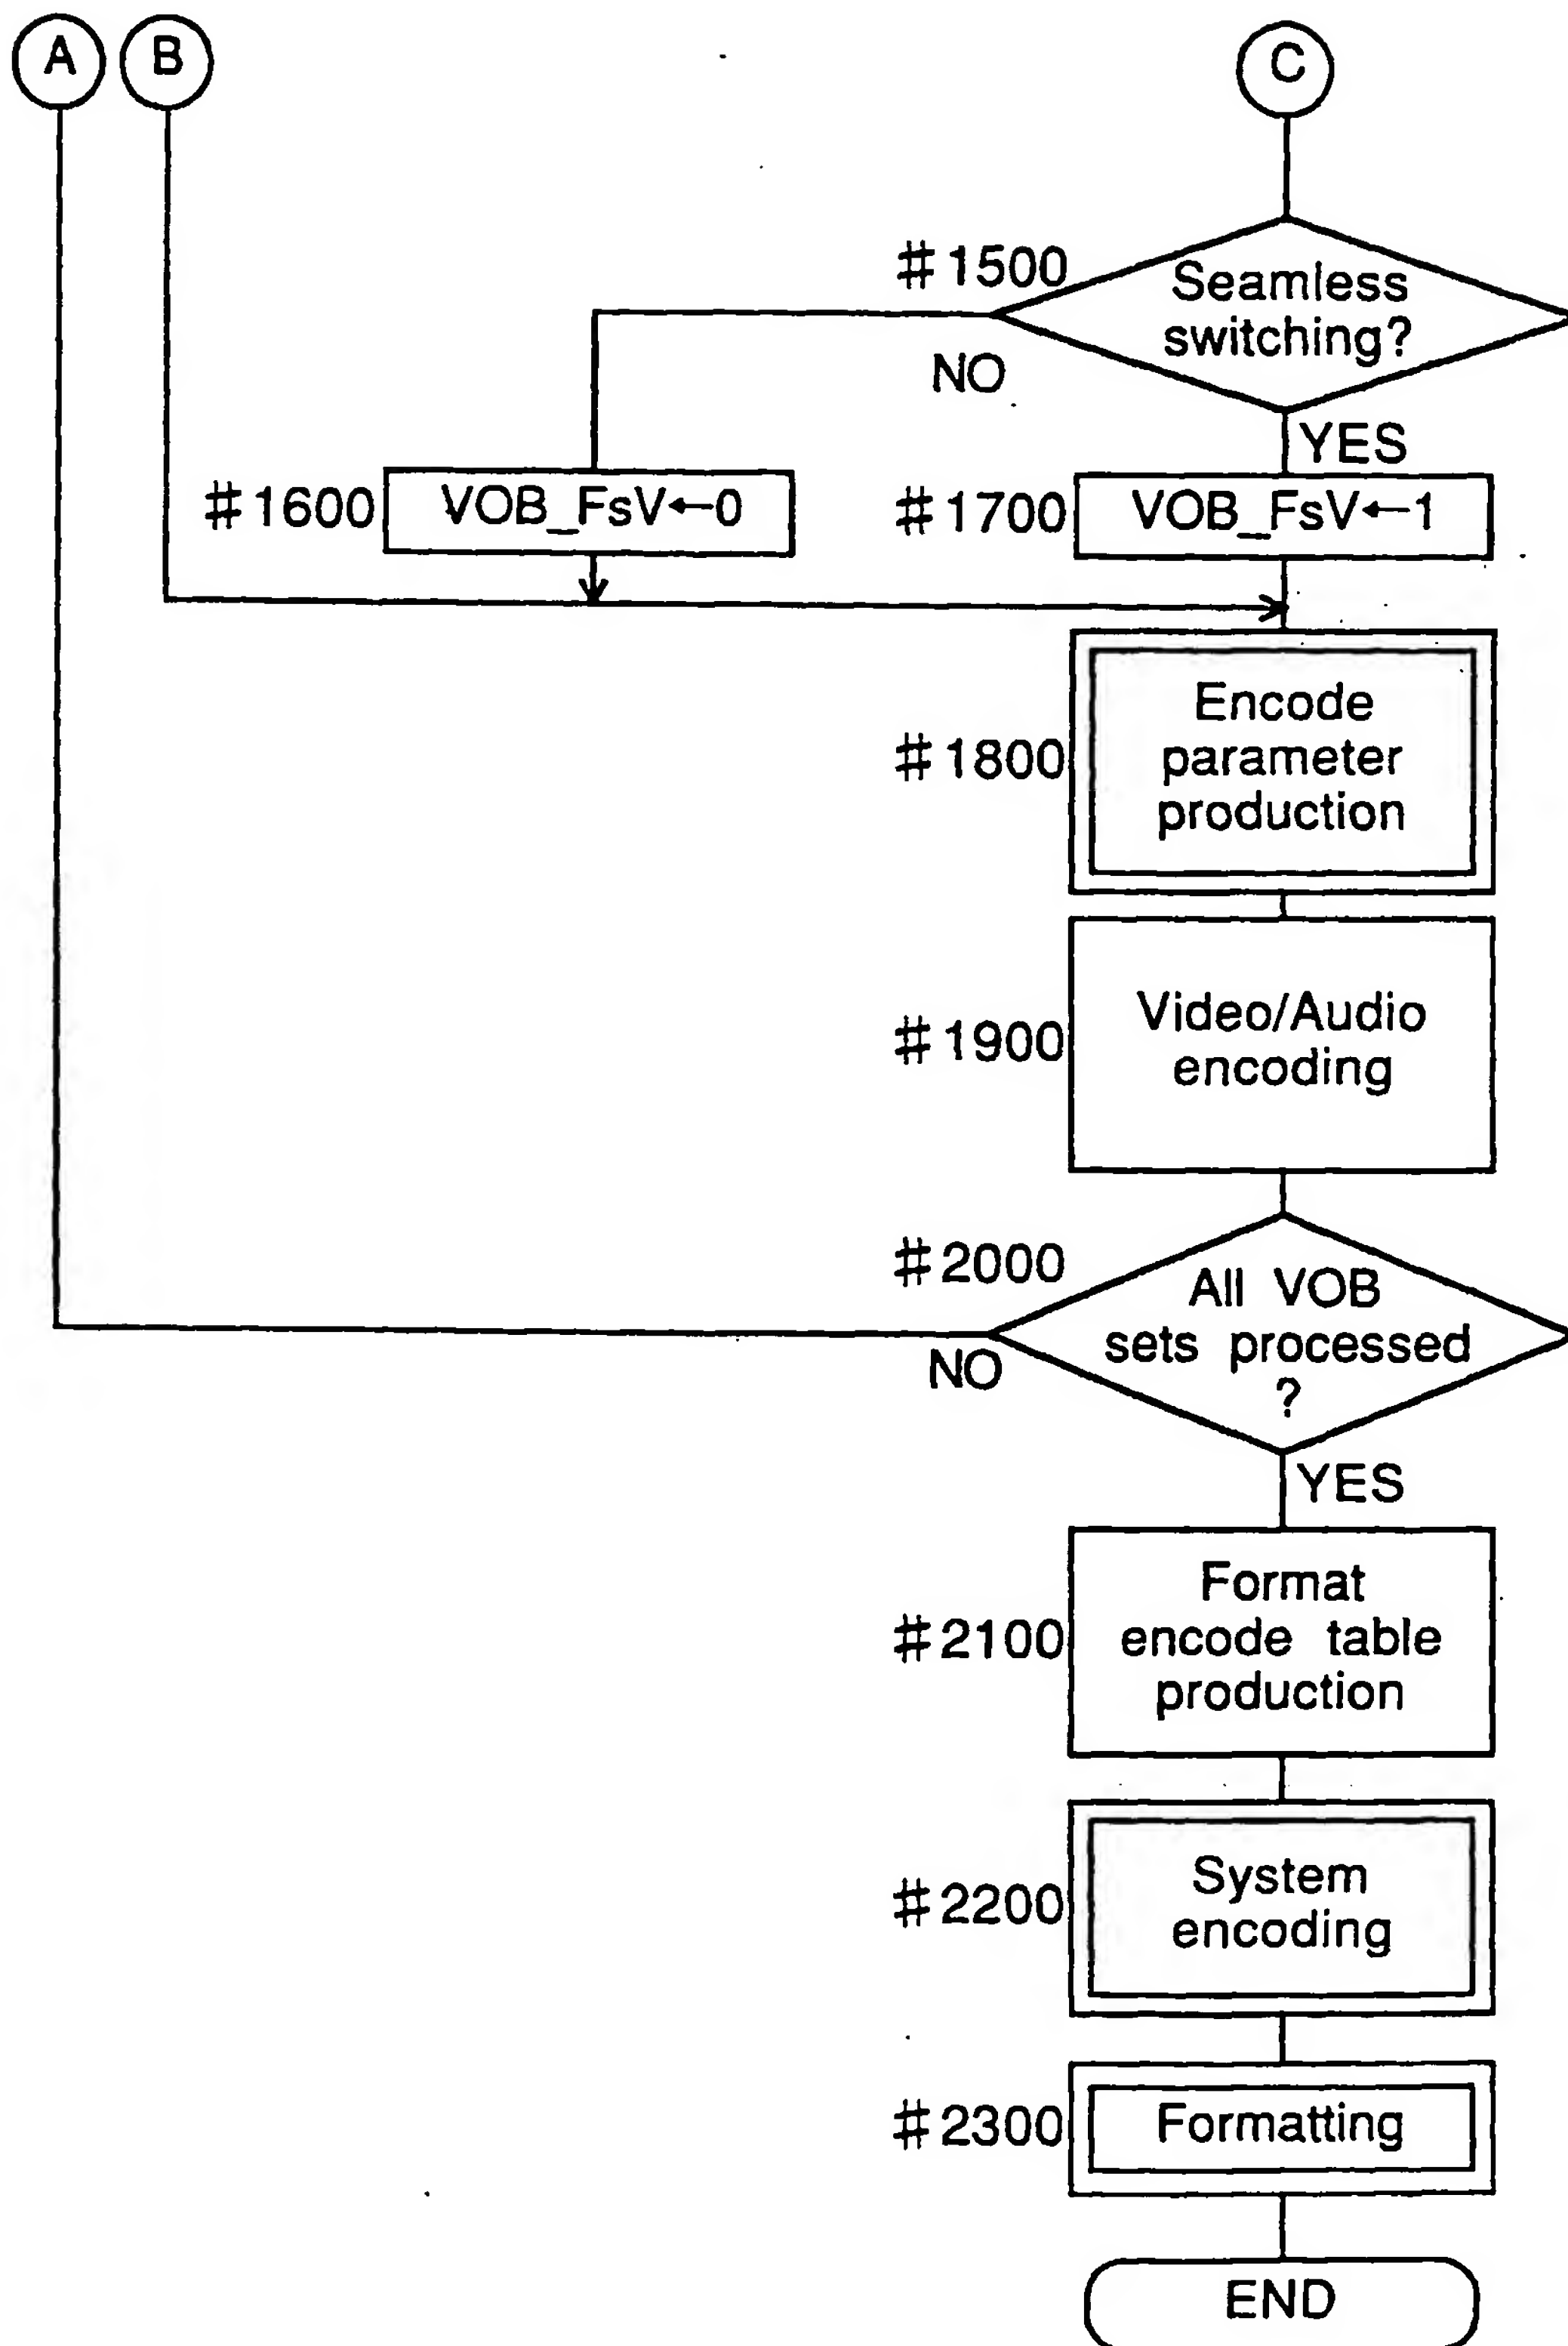 A B C
#1500
Seamless
switching?
NO
YES
#1600
VOB_FsV←0
#1700
VOB_FsV←1
#1800
Encode
parameter
production
#1900
Video/Audio
encoding
#2000
All VOB
sets processed
?
NO
YES
#2100
Format
encode table
production
#2200
System
encoding
#2300
Formatting
END